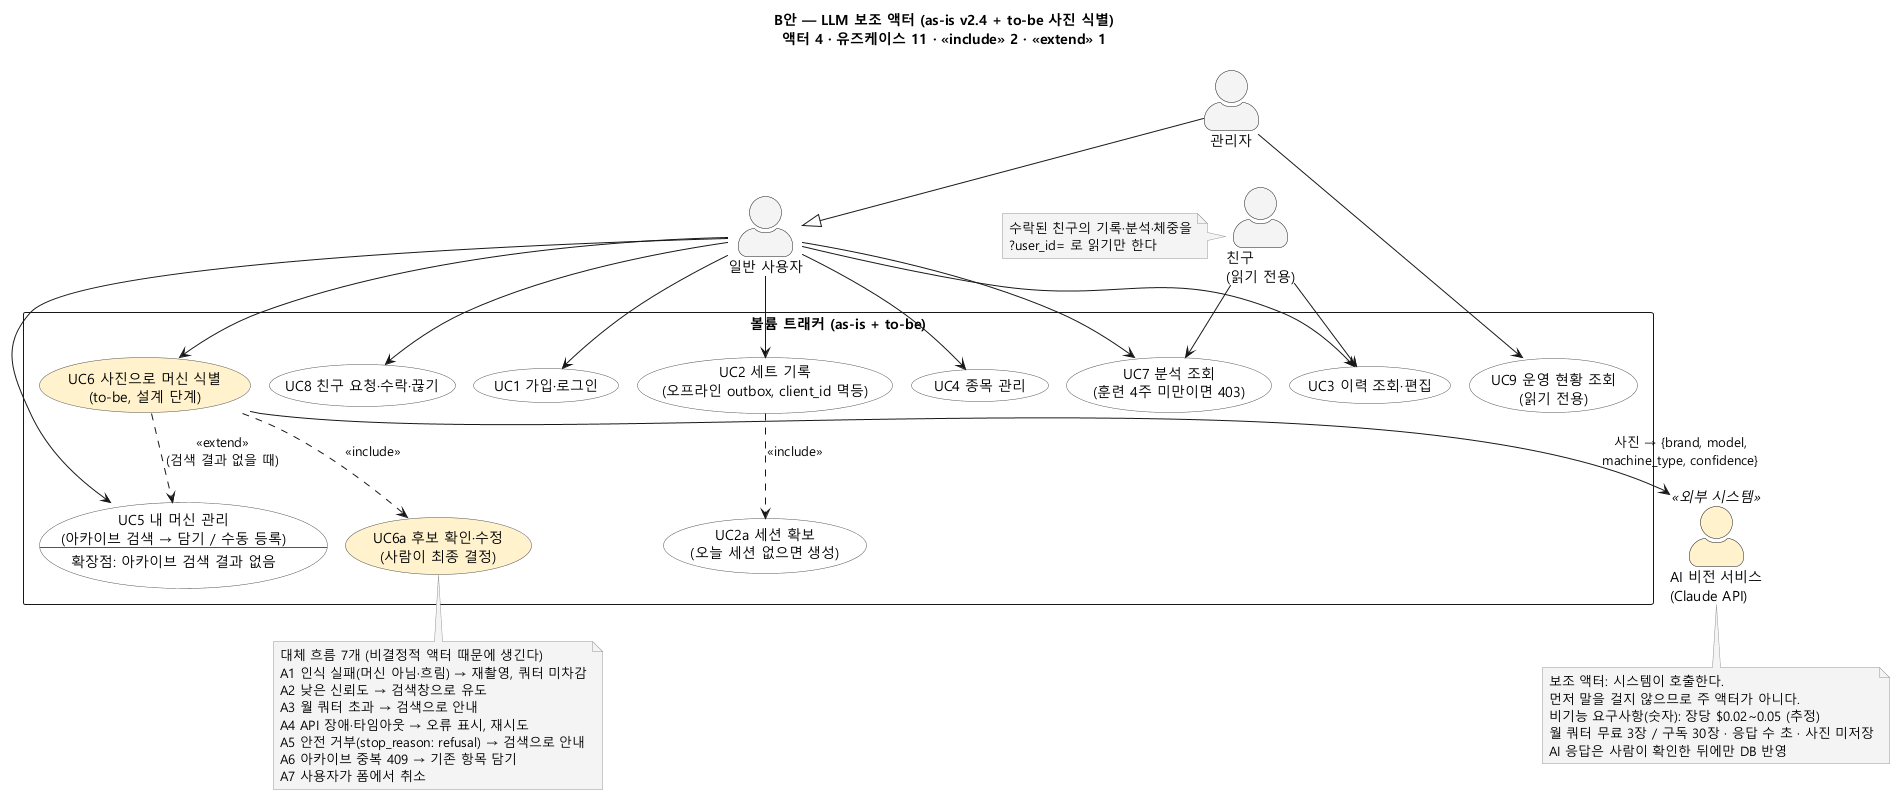 B안 — LLM 보조 액터 (as-is v2.4 + to-be 사진 식별)
액터 4 · 유즈케이스 11 · «include» 2 · «extend» 1
관리자
수락된 친구의 기록·분석·체중을
?user_id= 로 읽기만 한다
일반 사용자
친구
(읽기 전용)
볼륨 트래커 (as-is + to-be)
UC6 사진으로 머신 식별
(to-be, 설계 단계)
UC8 친구 요청·수락·끊기
UC1 가입·로그인
UC2 세트 기록
(오프라인 outbox, client_id 멱등)
UC4 종목 관리
UC7 분석 조회
(훈련 4주 미만이면 403)
UC3 이력 조회·편집
UC9 운영 현황 조회
(읽기 전용)
«extend»
(검색 결과 없을 때)
«include»
«include»
사진 → {brand, model,
machine_type, confidence}
UC5 내 머신 관리
(아카이브 검색 → 담기 / 수동 등록)
확장점: 아카이브 검색 결과 없음
UC6a 후보 확인·수정
(사람이 최종 결정)
UC2a 세션 확보
(오늘 세션 없으면 생성)
«외부 시스템»
AI 비전 서비스
(Claude API)
대체 흐름 7개 (비결정적 액터 때문에 생긴다)
A1 인식 실패(머신 아님·흐림) → 재촬영, 쿼터 미차감
A2 낮은 신뢰도 → 검색창으로 유도
A3 월 쿼터 초과 → 검색으로 안내
A4 API 장애·타임아웃 → 오류 표시, 재시도
A5 안전 거부(stop_reason: refusal) → 검색으로 안내
A6 아카이브 중복 409 → 기존 항목 담기
A7 사용자가 폼에서 취소
보조 액터: 시스템이 호출한다.
먼저 말을 걸지 않으므로 주 액터가 아니다.
비기능 요구사항(숫자): 장당 $0.02~0.05 (추정)
월 쿼터 무료 3장 / 구독 30장 · 응답 수 초 · 사진 미저장
AI 응답은 사람이 확인한 뒤에만 DB 반영